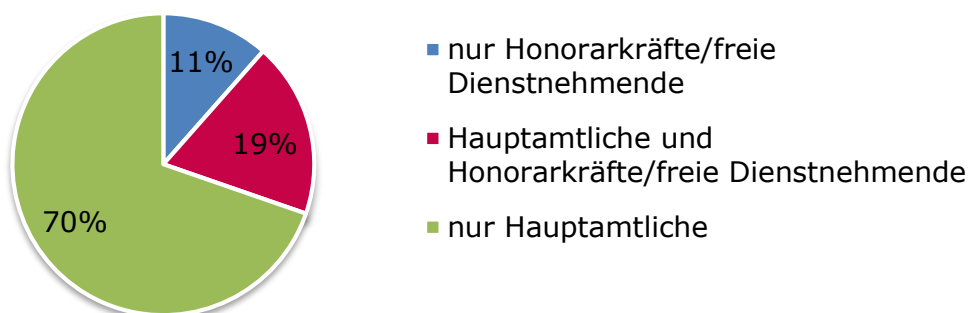 11%
19%
70%
nur Honorarkräfte/freie
Dienstnehmende
Hauptamtliche und
Honorarkräfte/freie Dienstnehmende
nur Hauptamtliche